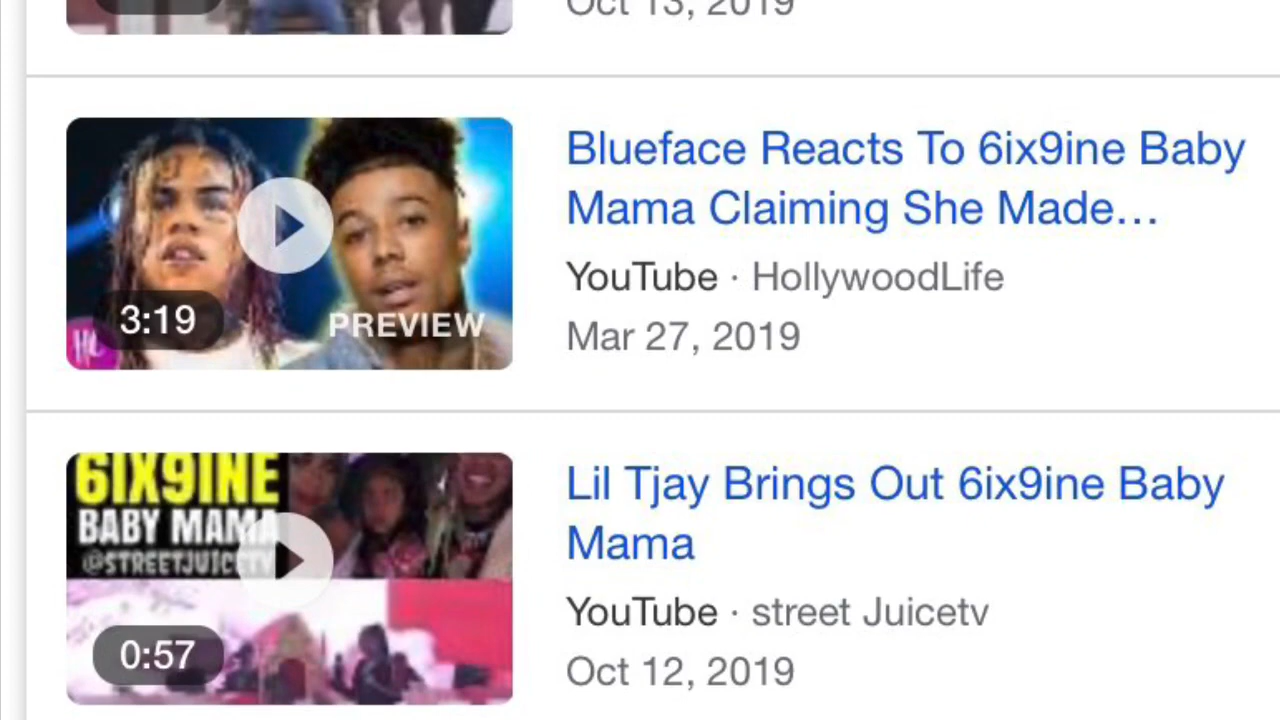 Oct 13, 2019
Blueface Reacts To 6ix9ine Baby
Mama Claiming She Made…
YouTube · HollywoodLife
Mar 27, 2019
3:19
PREVIEW
HL
Lil Tjay Brings Out 6ix9ine Baby
Mama
YouTube · street Juicetv
Oct 12, 2019
6IX9INE
BABY MAMA
@STREETJUICETV
0:57